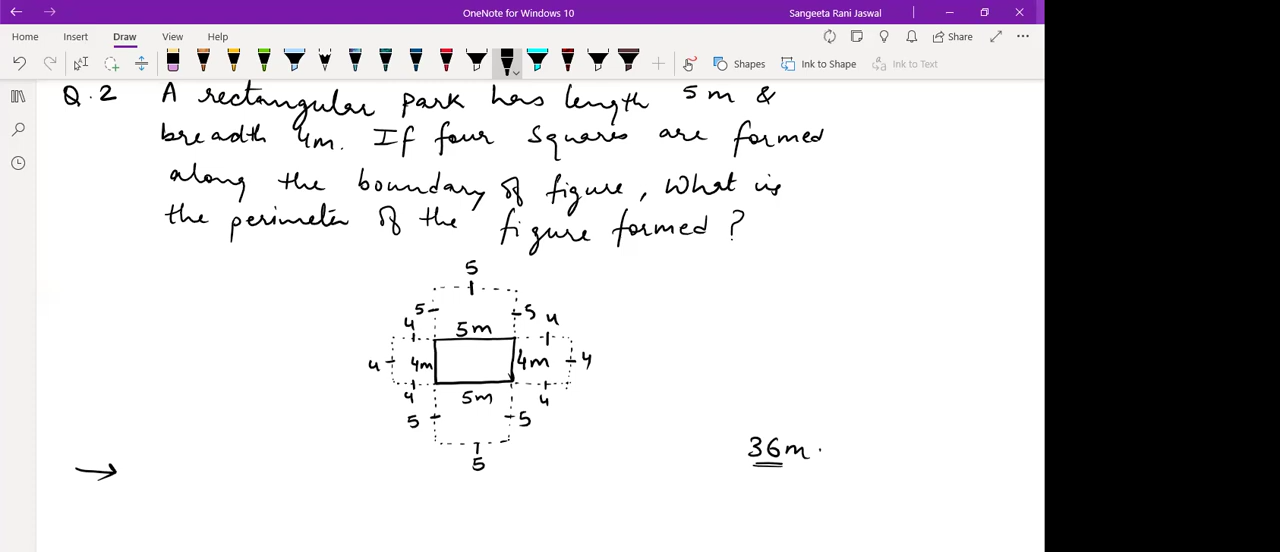 OneNote for Windows 10
Sangeeta Rani Jaswal
Home Insert Draw View Help
Share
Shapes
Ink to Shape
Ink to Text
Q.2 A rectangular park has length 5 m &
breadth 4m. If four squares are formed
along the boundary of figure, What is
the perimeter of the figure formed ?
5
5 5
4 5m 4
4 4m 4m 4
4 5m 4
5 5
5
36m.